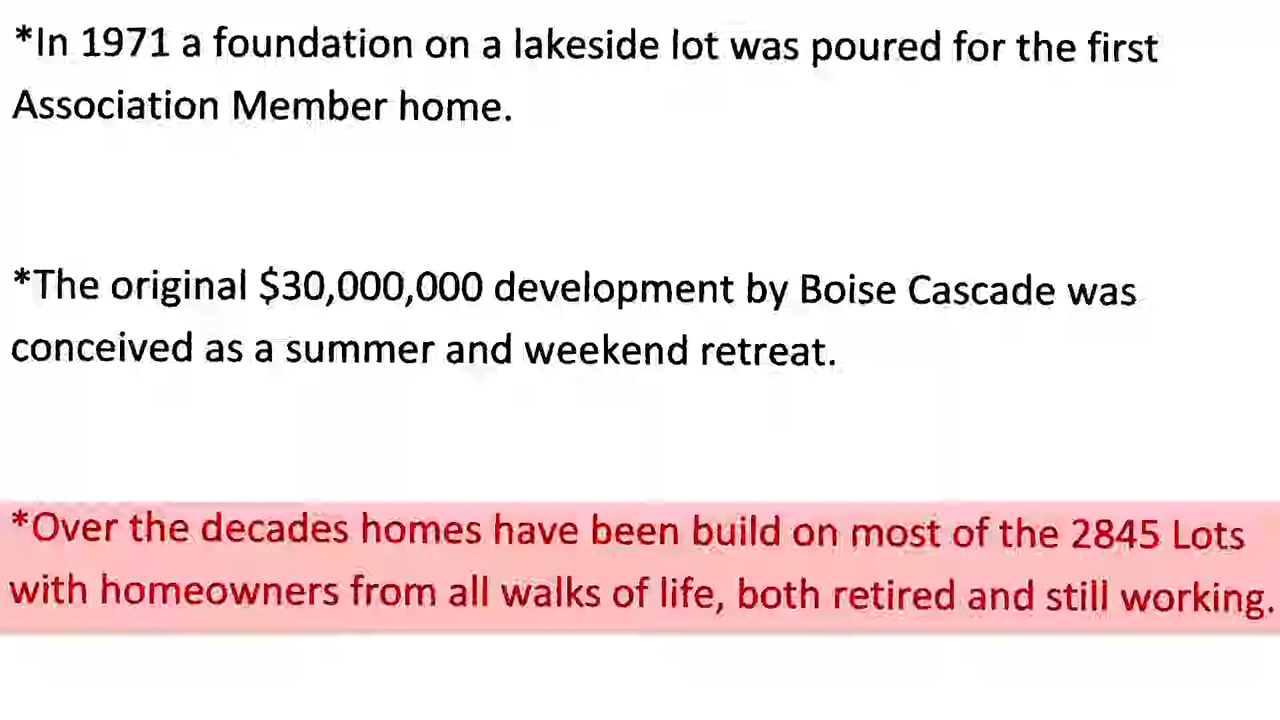 *In 1971 a foundation on a lakeside lot was poured for the first
Association Member home.
*The original $30,000,000 development by Boise Cascade was
conceived as a summer and weekend retreat.
*Over the decades homes have been build on most of the 2845 Lots
with homeowners from all walks of life, both retired and still working.